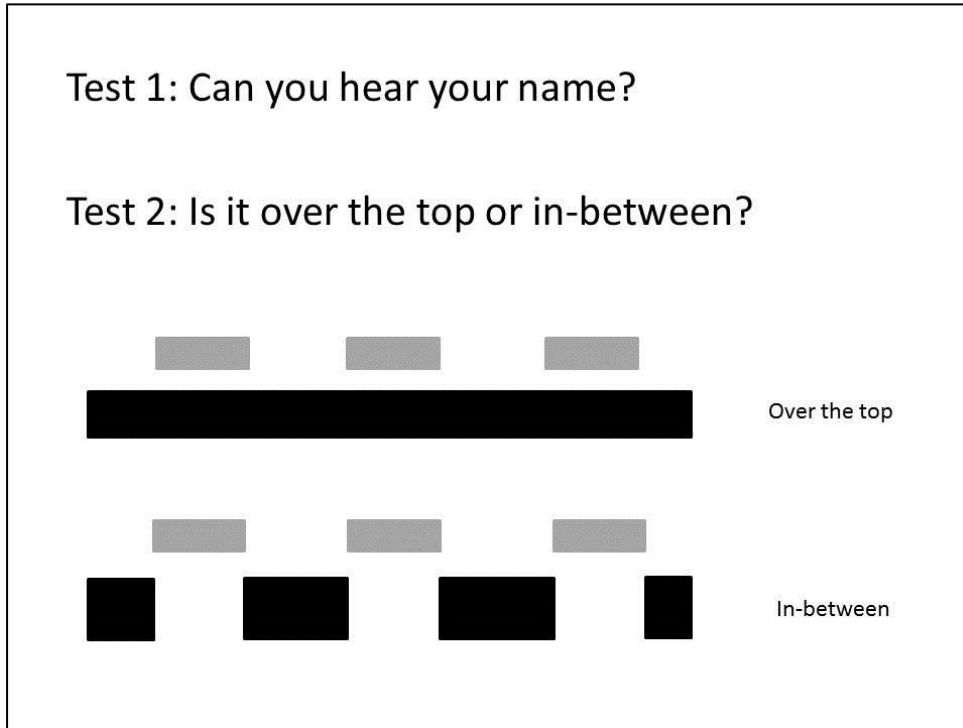 Test 1: Can you hear your name?
Test 2: Is it over the top or in-between?
Over the top
In-between